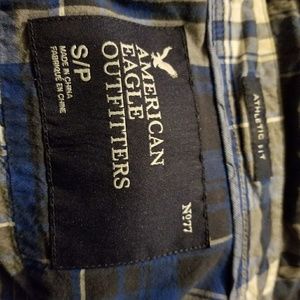 AMERICAN
EAGLE
OUTFITTERS
Nº77
S/P
MADE IN CHINA
FABRIQUÉ EN CHINE
ATHLETIC FIT